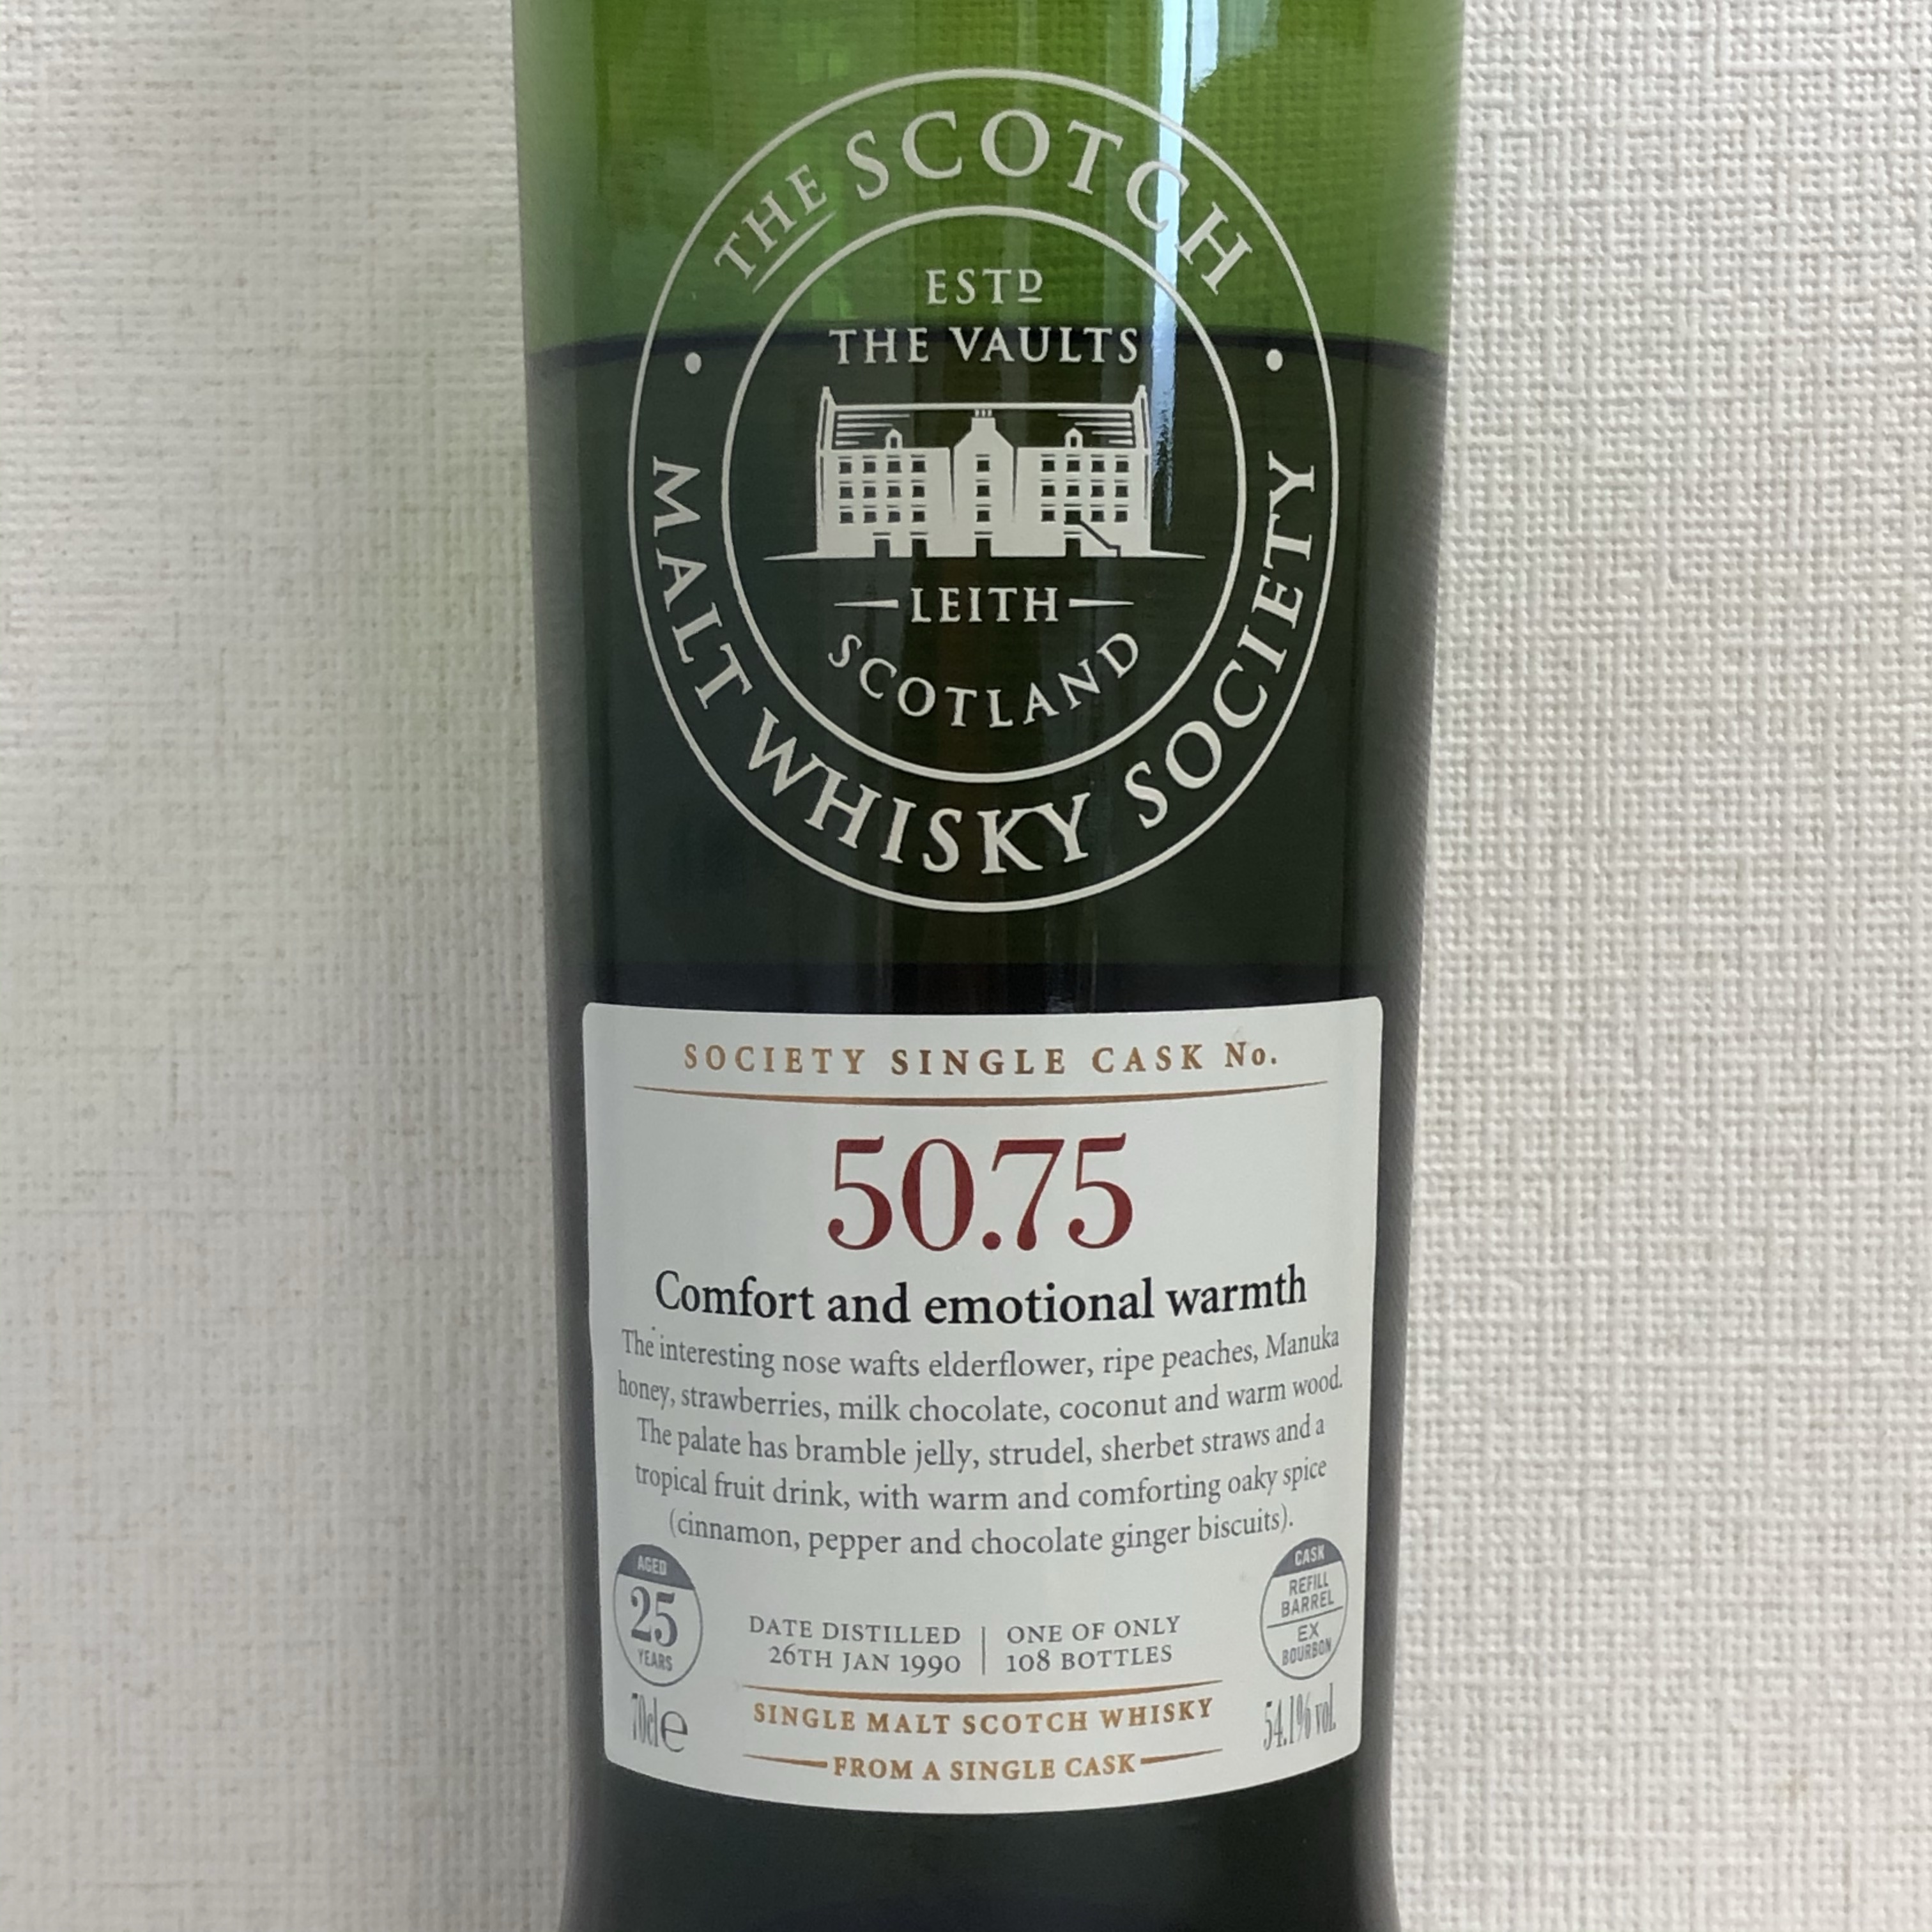 THE SCOTCH
MALT WHISKY SOCIETY
ESTD
THE VAULTS
LEITH
SCOTLAND
SOCIETY SINGLE CASK No.
50.75
Comfort and emotional warmth
The interesting nose wafts elderflower, ripe peaches, Manuka
honey, strawberries, milk chocolate, coconut and warm wood.
The palate has bramble jelly, strudel, sherbet straws and a
tropical fruit drink, with warm and comforting oaky spice
(cinnamon, pepper and chocolate ginger biscuits).
AGED
25
YEARS
DATE DISTILLED
26TH JAN 1990
ONE OF ONLY
108 BOTTLES
CASK
REFILL
BARREL
EX
BOURBON
70cl e
SINGLE MALT SCOTCH WHISKY
FROM A SINGLE CASK
54.1% vol.